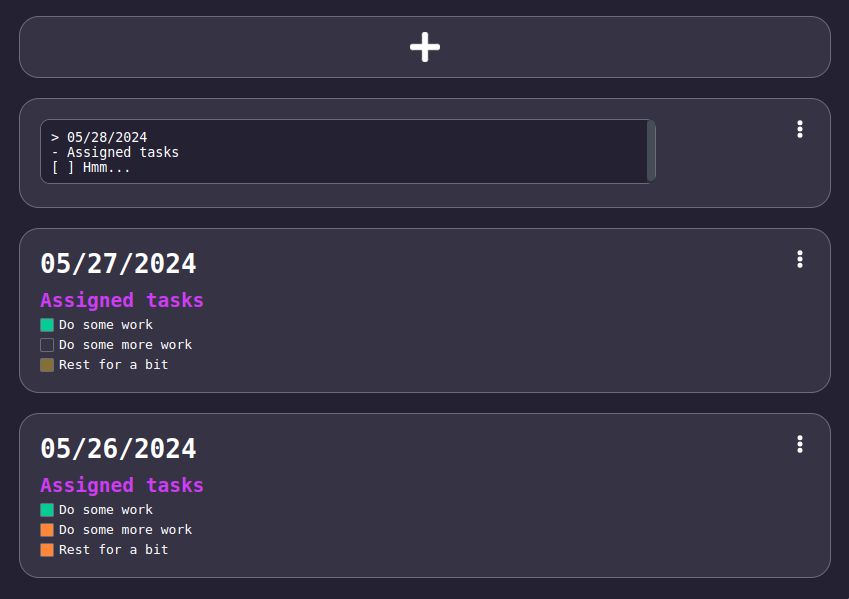 > 05/28/2024
- Assigned tasks
[ ] Hmm...
05/27/2024
Assigned tasks
Do some work
Do some more work
Rest for a bit
05/26/2024
Assigned tasks
Do some work
Do some more work
Rest for a bit